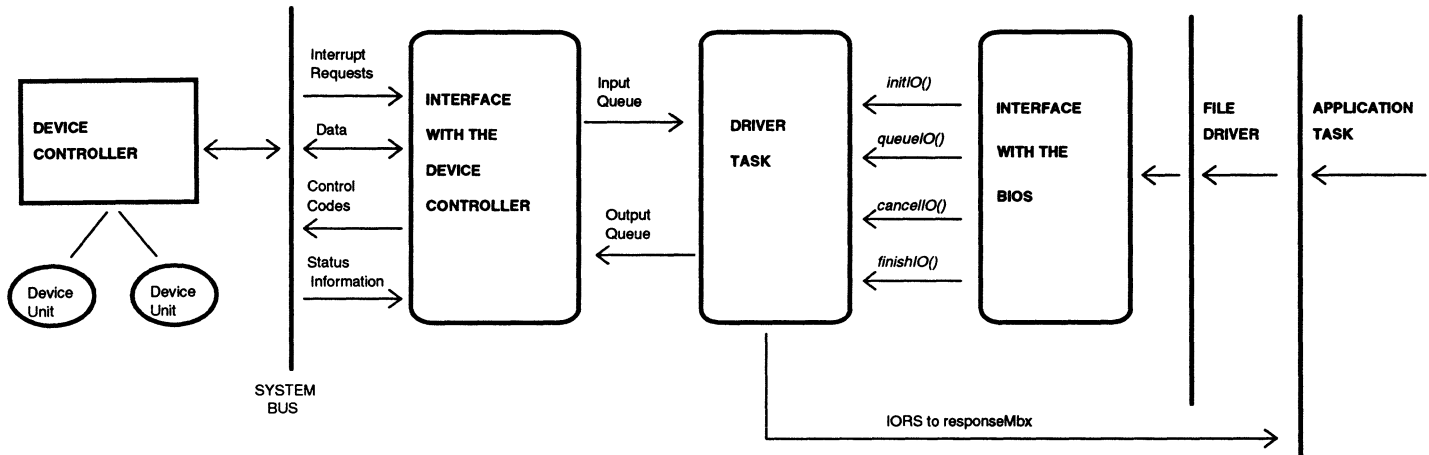 DEVICE
CONTROLLER
Device
Unit
Device
Unit
SYSTEM
BUS
Interrupt
Requests
Data
Control
Codes
Status
Information
INTERFACE
WITH THE
DEVICE
CONTROLLER
Input
Queue
Output
Queue
DRIVER
TASK
initIO()
queueIO()
cancelIO()
finishIO()
INTERFACE
WITH THE
BIOS
FILE
DRIVER
APPLICATION
TASK
IORS to responseMbx